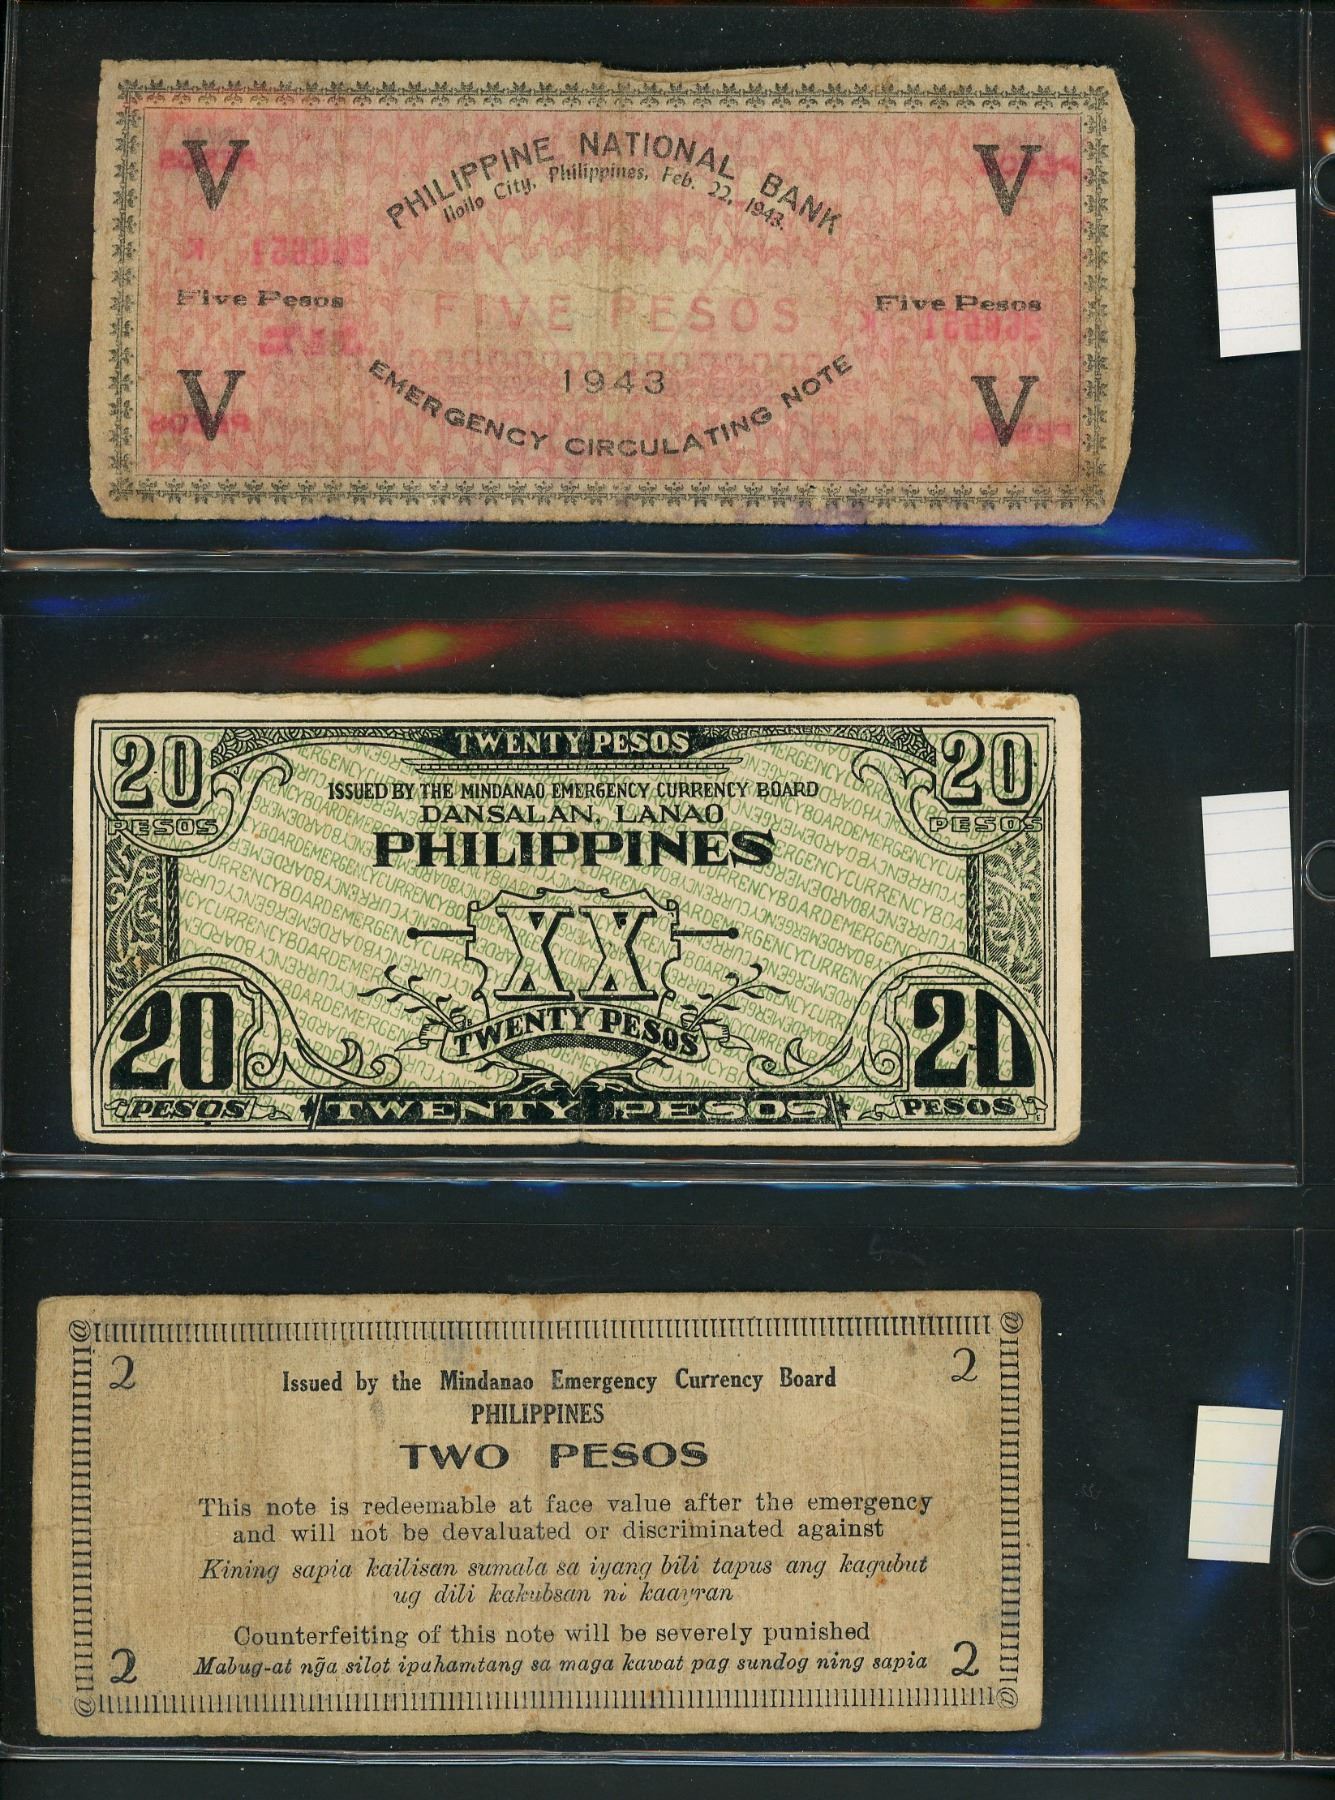 V
V
PHILIPPINE NATIONAL BANK
Iloilo City, Philippines, Feb. 22, 1943.
Five Pesos
Five Pesos
FIVE PESOS
1943
EMERGENCY CIRCULATING NOTE
V
V
20
PESOS
TWENTY PESOS
20
PESOS
ISSUED BY THE MINDANAO EMERGENCY CURRENCY BOARD
DANSALAN, LANAO
PHILIPPINES
XX
TWENTY PESOS
20
PESOS
TWENTY PESOS
20
PESOS
2
2
Issued by the Mindanao Emergency Currency Board
PHILIPPINES
TWO PESOS
This note is redeemable at face value after the emergency
and will not be devaluated or discriminated against
Kining sapia kailisan sumala sa iyang bili tapus ang kagubut
ug dili kakubsan ni kaayran
Counterfeiting of this note will be severely punished
Mabug-at nğa silot ipahamtang sa maga kawat pag sundog ning sapia
2
2